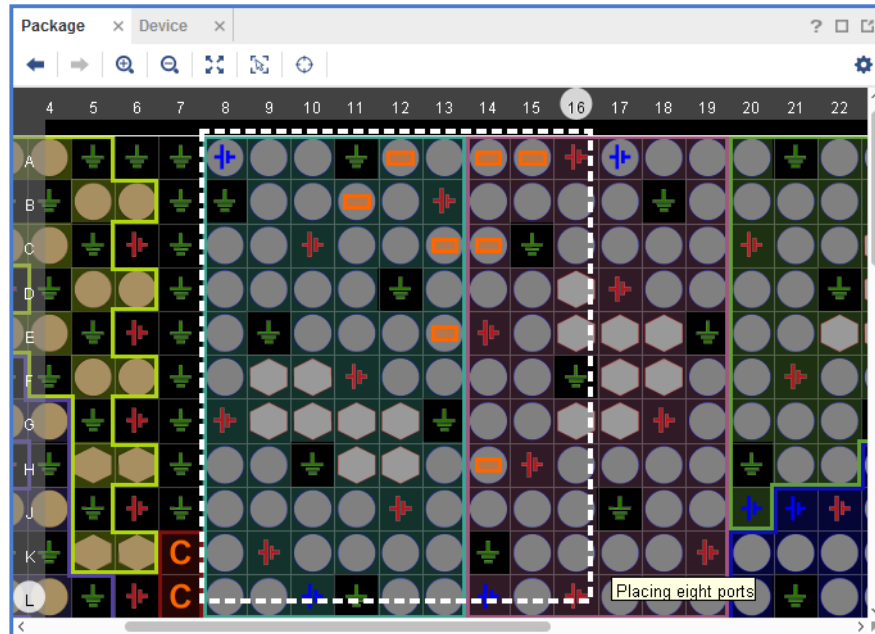 Package × Device ×
?
4 5 6 7 8 9 10 11 12 13 14 15 16 17 18 19 20 21 22
A
B
C
D
E
F
G
H
J
K C
L C
Placing eight ports